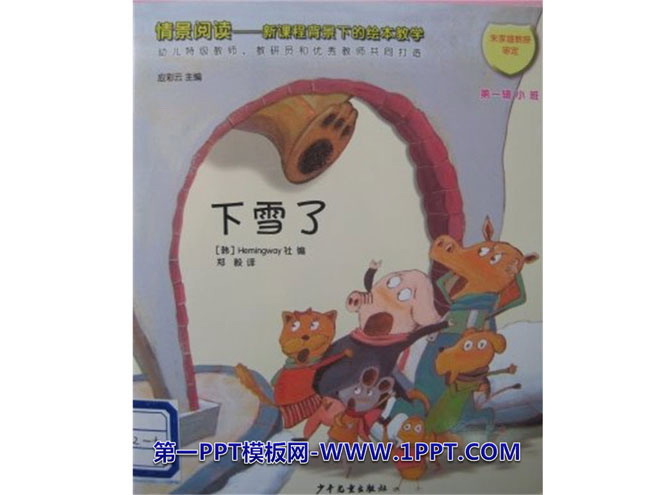 情景阅读——新课程背景下的绘本教学
幼儿特级教师、教研员和优秀教师共同打造
应彩云 主编
朱家雄教授
审定
第一辑 小 班
下雪了
［韩］Hemingway 社 编
郑 毅 译
2-
第一PPT模板网-WWW.1PPT.COM
少年儿童出版社